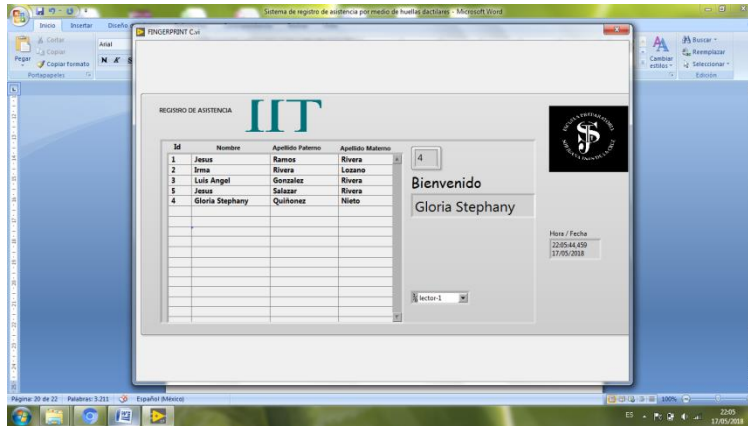 Sistema de registro de asistencia por medio de huellas dactilares - Microsoft Word
Inicio Insertar Diseño
Cortar
Copiar
Pegar
Copiar formato
Portapapeles
Arial
N K S
Cambiar
estilos
Buscar
Reemplazar
Seleccionar
Edición
FINGERPRINT C.vi
REGISTRO DE ASISTENCIA
IIT
Id Nombre Apellido Paterno Apellido Materno
1 Jesus Ramos Rivera
2 Irma Rivera Lozano
3 Luis Angel Gonzalez Rivera
5 Jesus Salazar Rivera
4 Gloria Stephany Quiñonez Nieto
4
Bienvenido
Gloria Stephany
Hora / Fecha
22:05:44,459
17/05/2018
lector-1
Página: 20 de 22 Palabras: 3.211 Español (México)
100%
ES
22:05
17/05/2018